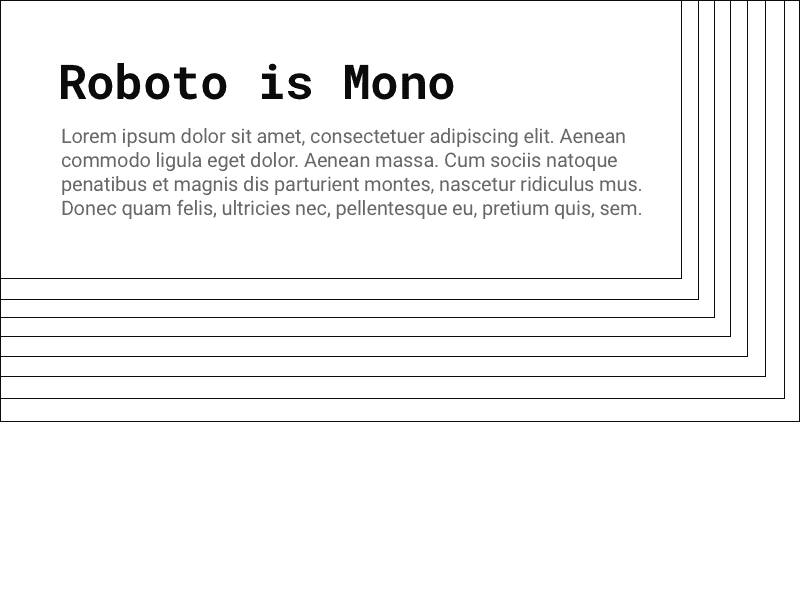 Roboto is Mono
Lorem ipsum dolor sit amet, consectetuer adipiscing elit. Aenean
commodo ligula eget dolor. Aenean massa. Cum sociis natoque
penatibus et magnis dis parturient montes, nascetur ridiculus mus.
Donec quam felis, ultricies nec, pellentesque eu, pretium quis, sem.